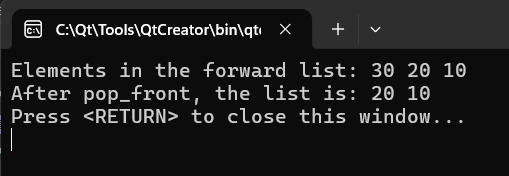 C:\Qt\Tools\QtCreator\bin\qtc
Elements in the forward list: 30 20 10
After pop_front, the list is: 20 10
Press <RETURN> to close this window...